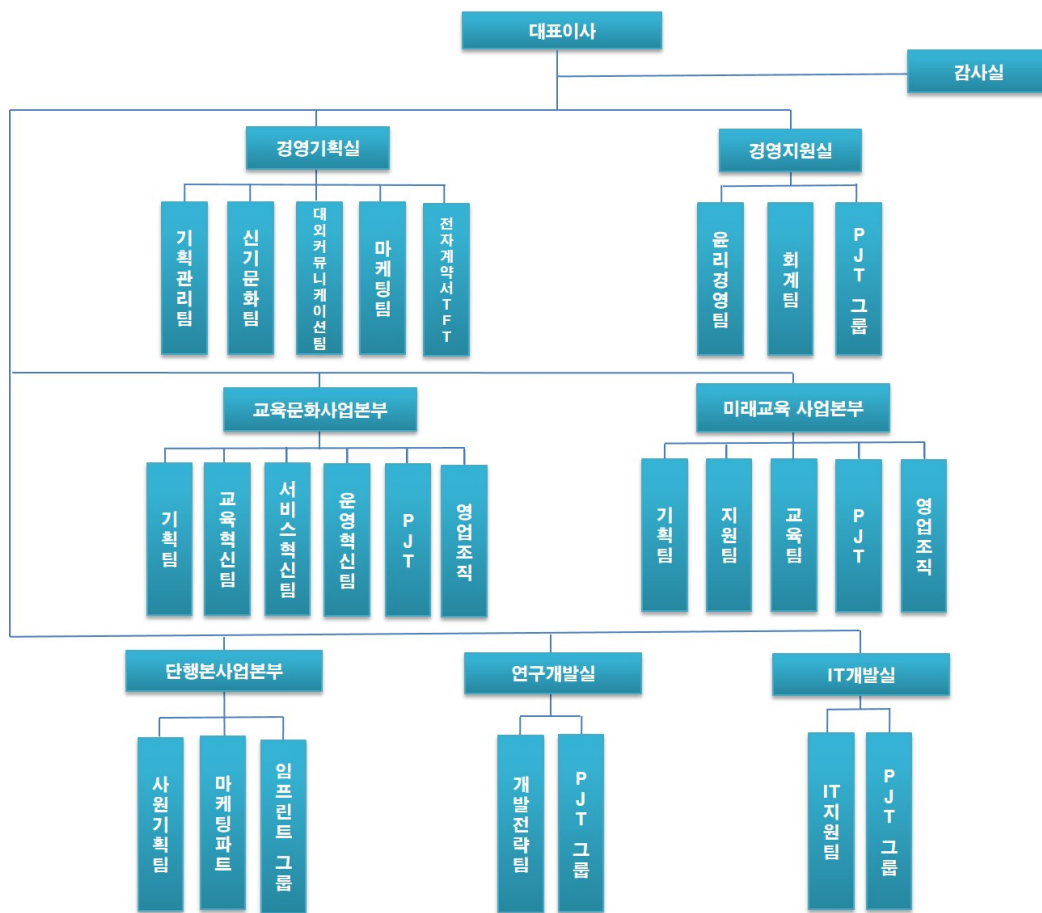 대표이사
감사실
경영기획실
경영지원실
기획관리팀
신기문화팀
대외커뮤니케이션팀
마케팅팀
전자계약서TFT
윤리경영팀
회계팀
PJT 그룹
교육문화사업본부
미래교육 사업본부
기획팀
교육혁신팀
서비스혁신팀
운영혁신팀
PJT
영업조직
기획팀
지원팀
교육팀
PJT
영업조직
단행본사업본부
연구개발실
IT개발실
사원기획팀
마케팅파트
임프린트 그룹
개발전략팀
PJT 그룹
IT지원팀
PJT 그룹